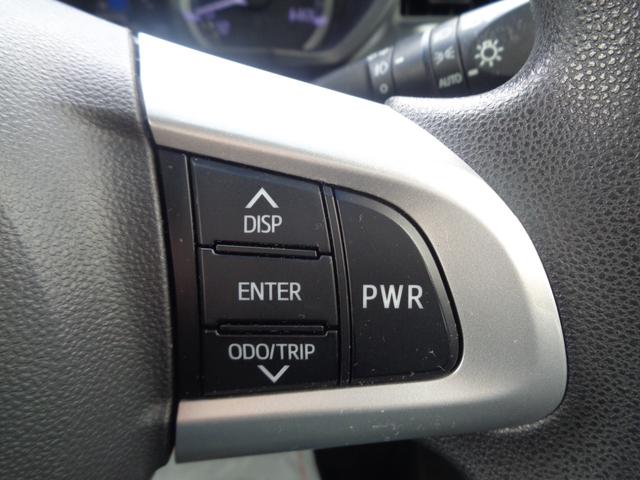 AUTO
DISP
ENTER
PWR
ODO/TRIP